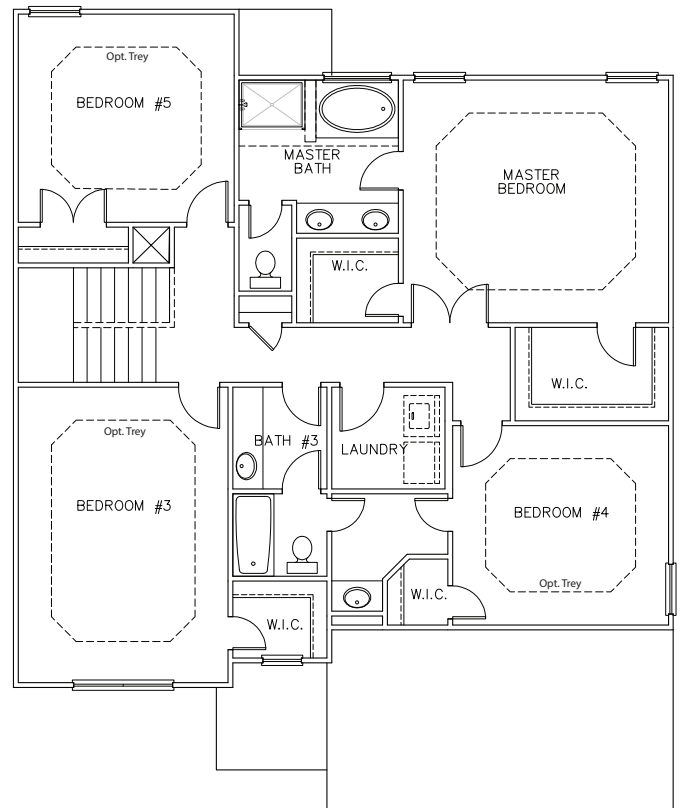 Opt. Trey
BEDROOM #5
MASTER
BATH
MASTER
BEDROOM
W.I.C.
W.I.C.
Opt. Trey
BATH #3
LAUNDRY
BEDROOM #3
BEDROOM #4
Opt. Trey
W.I.C.
W.I.C.